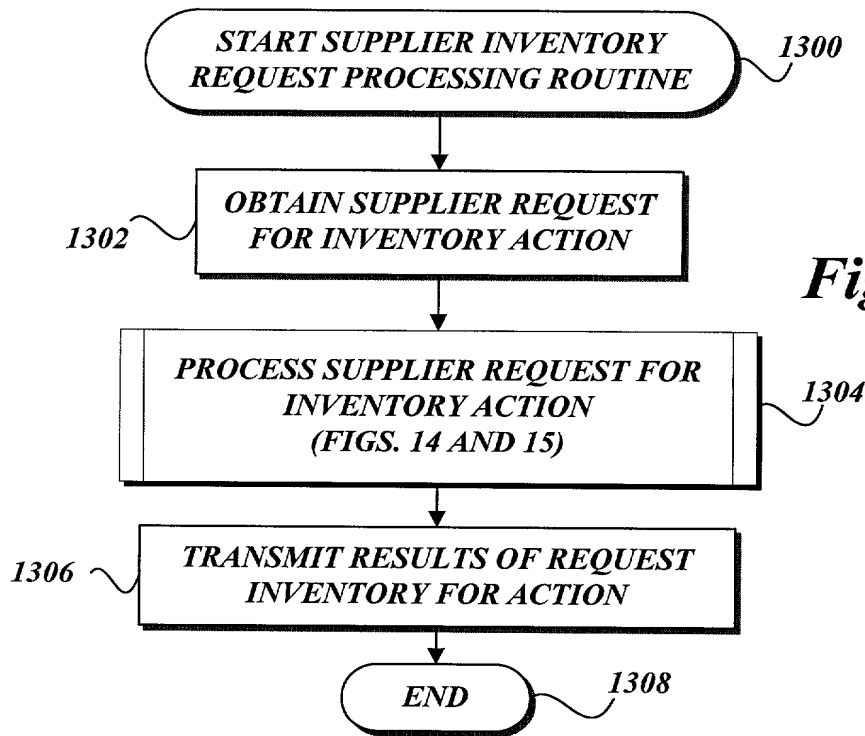 START SUPPLIER INVENTORY
REQUEST PROCESSING ROUTINE
1300
OBTAIN SUPPLIER REQUEST
FOR INVENTORY ACTION
1302
PROCESS SUPPLIER REQUEST FOR
INVENTORY ACTION
(FIGS. 14 AND 15)
1304
TRANSMIT RESULTS OF REQUEST
INVENTORY FOR ACTION
1306
END
1308